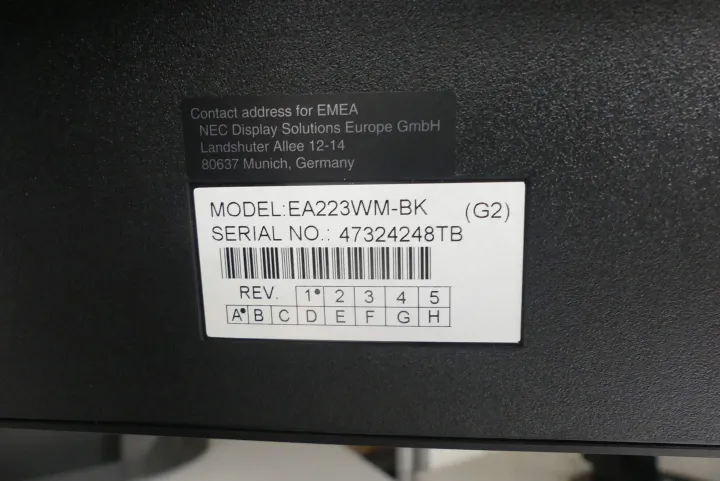 Contact address for EMEA
NEC Display Solutions Europe GmbH
Landshuter Allee 12-14
80637 Munich, Germany
MODEL:EA223WM-BK (G2)
SERIAL NO.: 47324248TB
REV. 1• 2 3 4 5
A• B C D E F G H